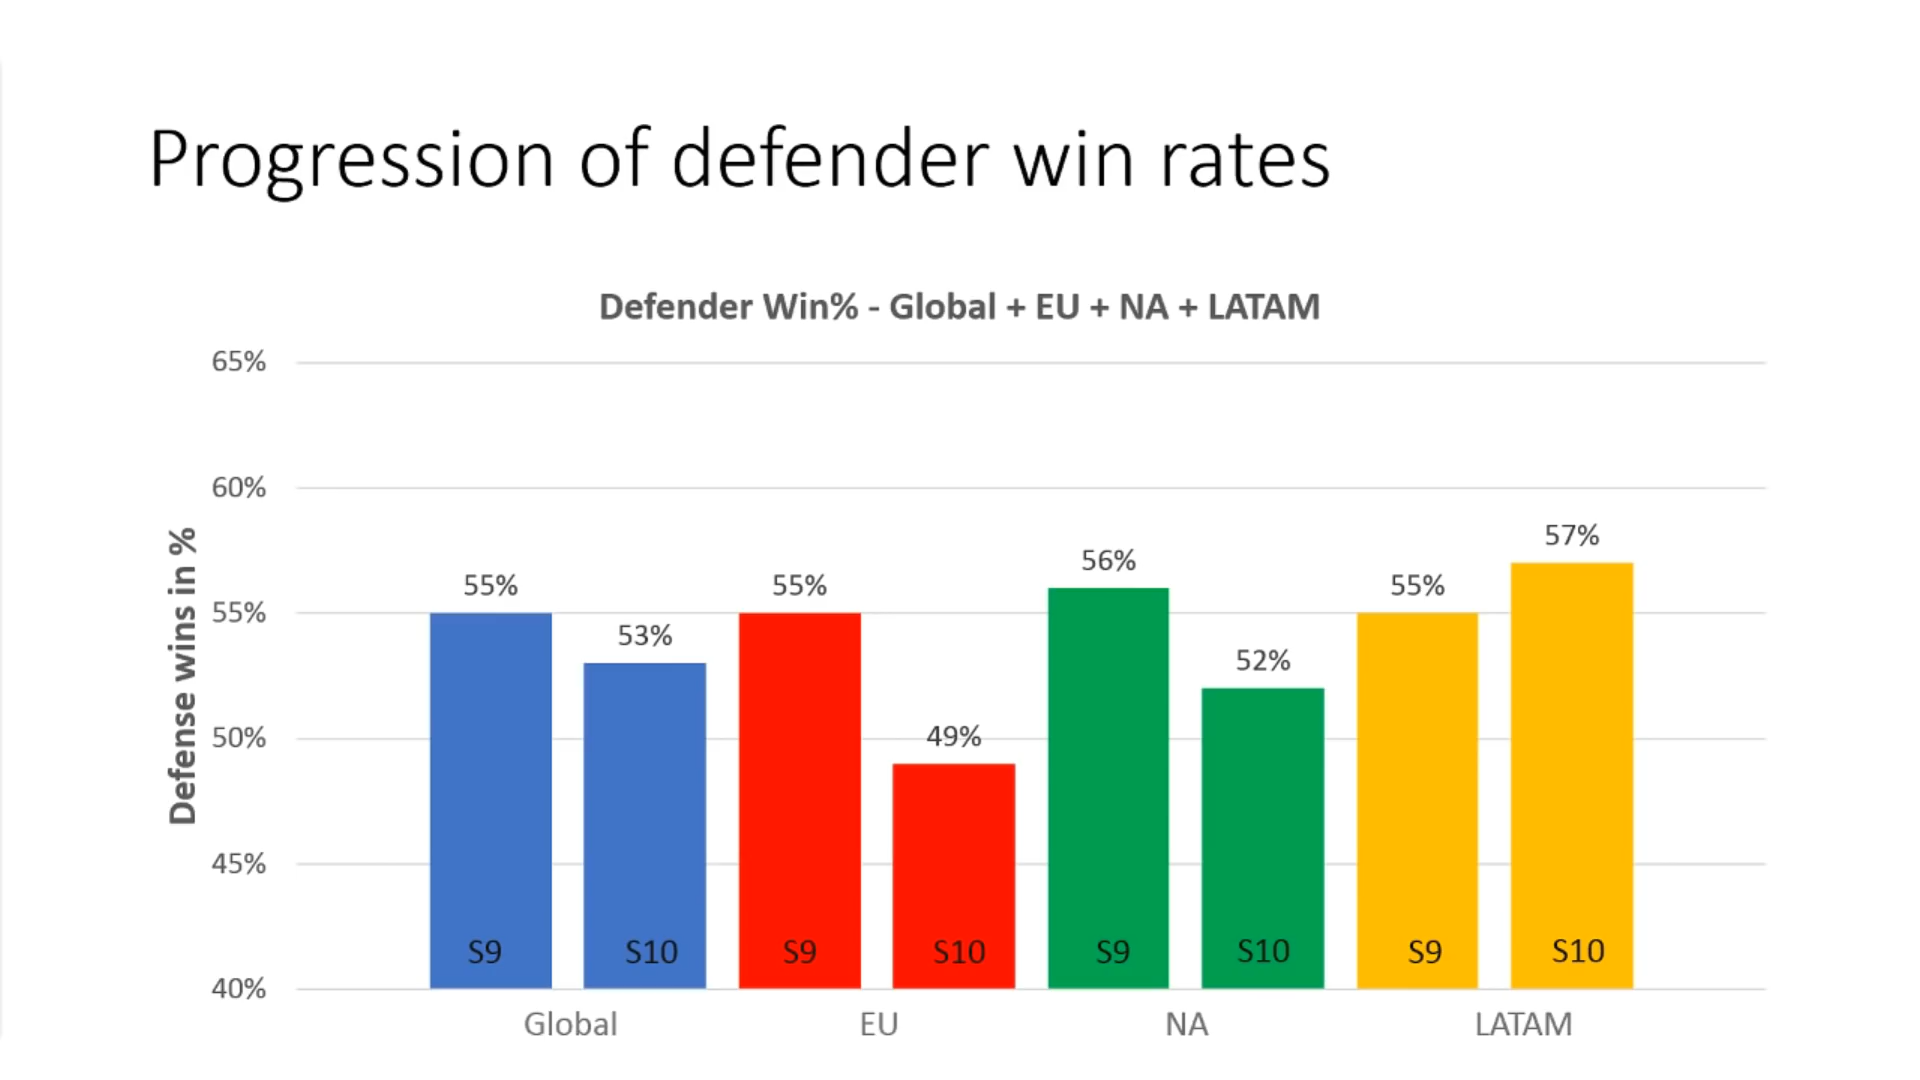 Progression of defender win rates
Defender Win% - Global + EU + NA + LATAM
65%
60%
55%
50%
45%
40%
Defense wins in %
55%
53%
55%
49%
56%
52%
55%
57%
S9
S10
S9
S10
S9
S10
S9
S10
Global
EU
NA
LATAM